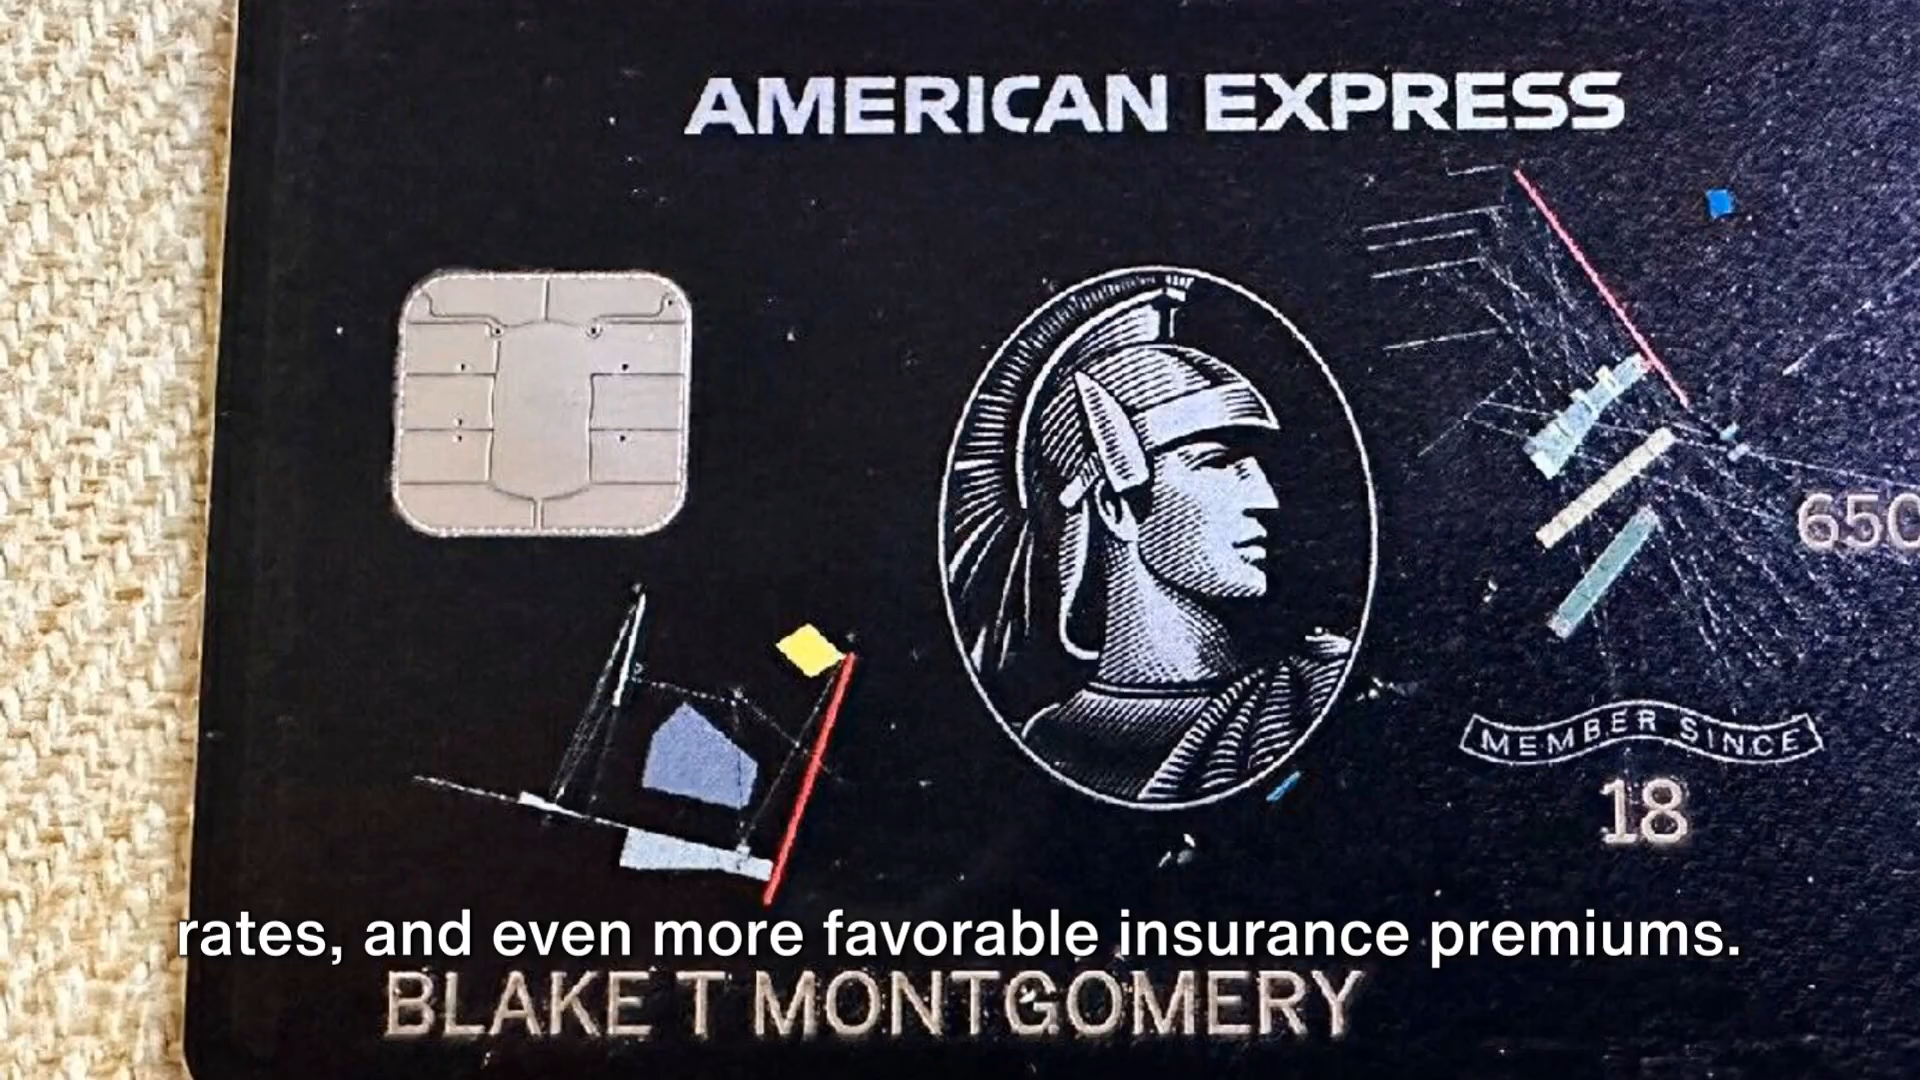 AMERICAN EXPRESS
650
MEMBER SINCE
18
rates, and even more favorable insurance premiums.
BLAKE T MONTGOMERY